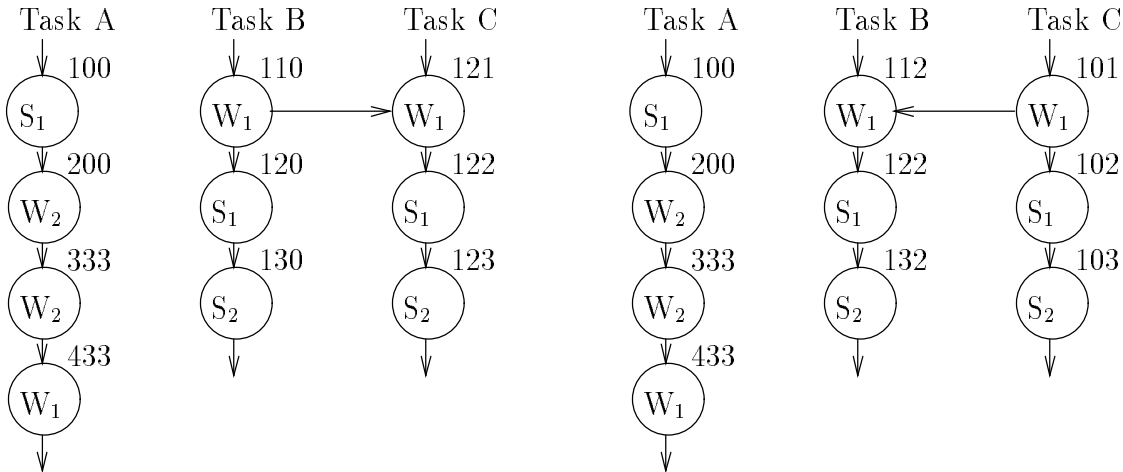 Task A Task B Task C Task A Task B Task C
100 110 121 100 112 101
S₁ W₁ W₁ S₁ W₁ W₁
200 120 122 200 122 102
W₂ S₁ S₁ W₂ S₁ S₁
333 130 123 333 132 103
W₂ S₂ S₂ W₂ S₂ S₂
433 433
W₁ W₁